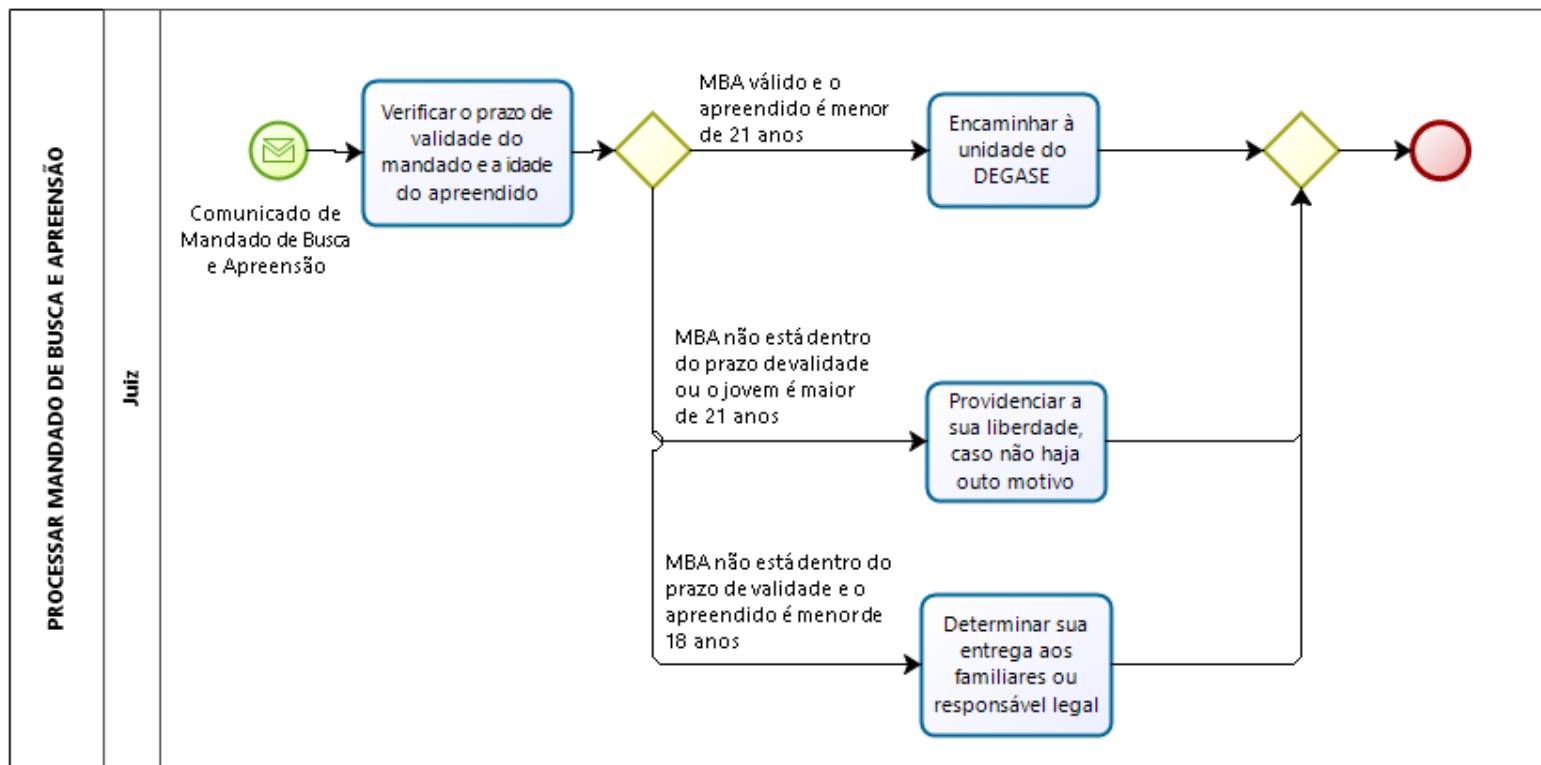 PROCESSAR MANDADO DE BUSCA E APREENSÃO
Juiz
Comunicado de
Mandado de Busca
e Apreensão
Verificar o prazo de
validade do
mandado e a idade
do apreendido
MBA válido e o
apreendido é menor
de 21 anos
Encaminhar à
unidade do
DEGASE
MBA não está dentro
do prazo de validade
ou o jovem é maior
de 21 anos
Providenciar a
sua liberdade,
caso não haja
outo motivo
MBA não está dentro do
prazo de validade e o
apreendido é menor de
18 anos
Determinar sua
entrega aos
familiares ou
responsável legal